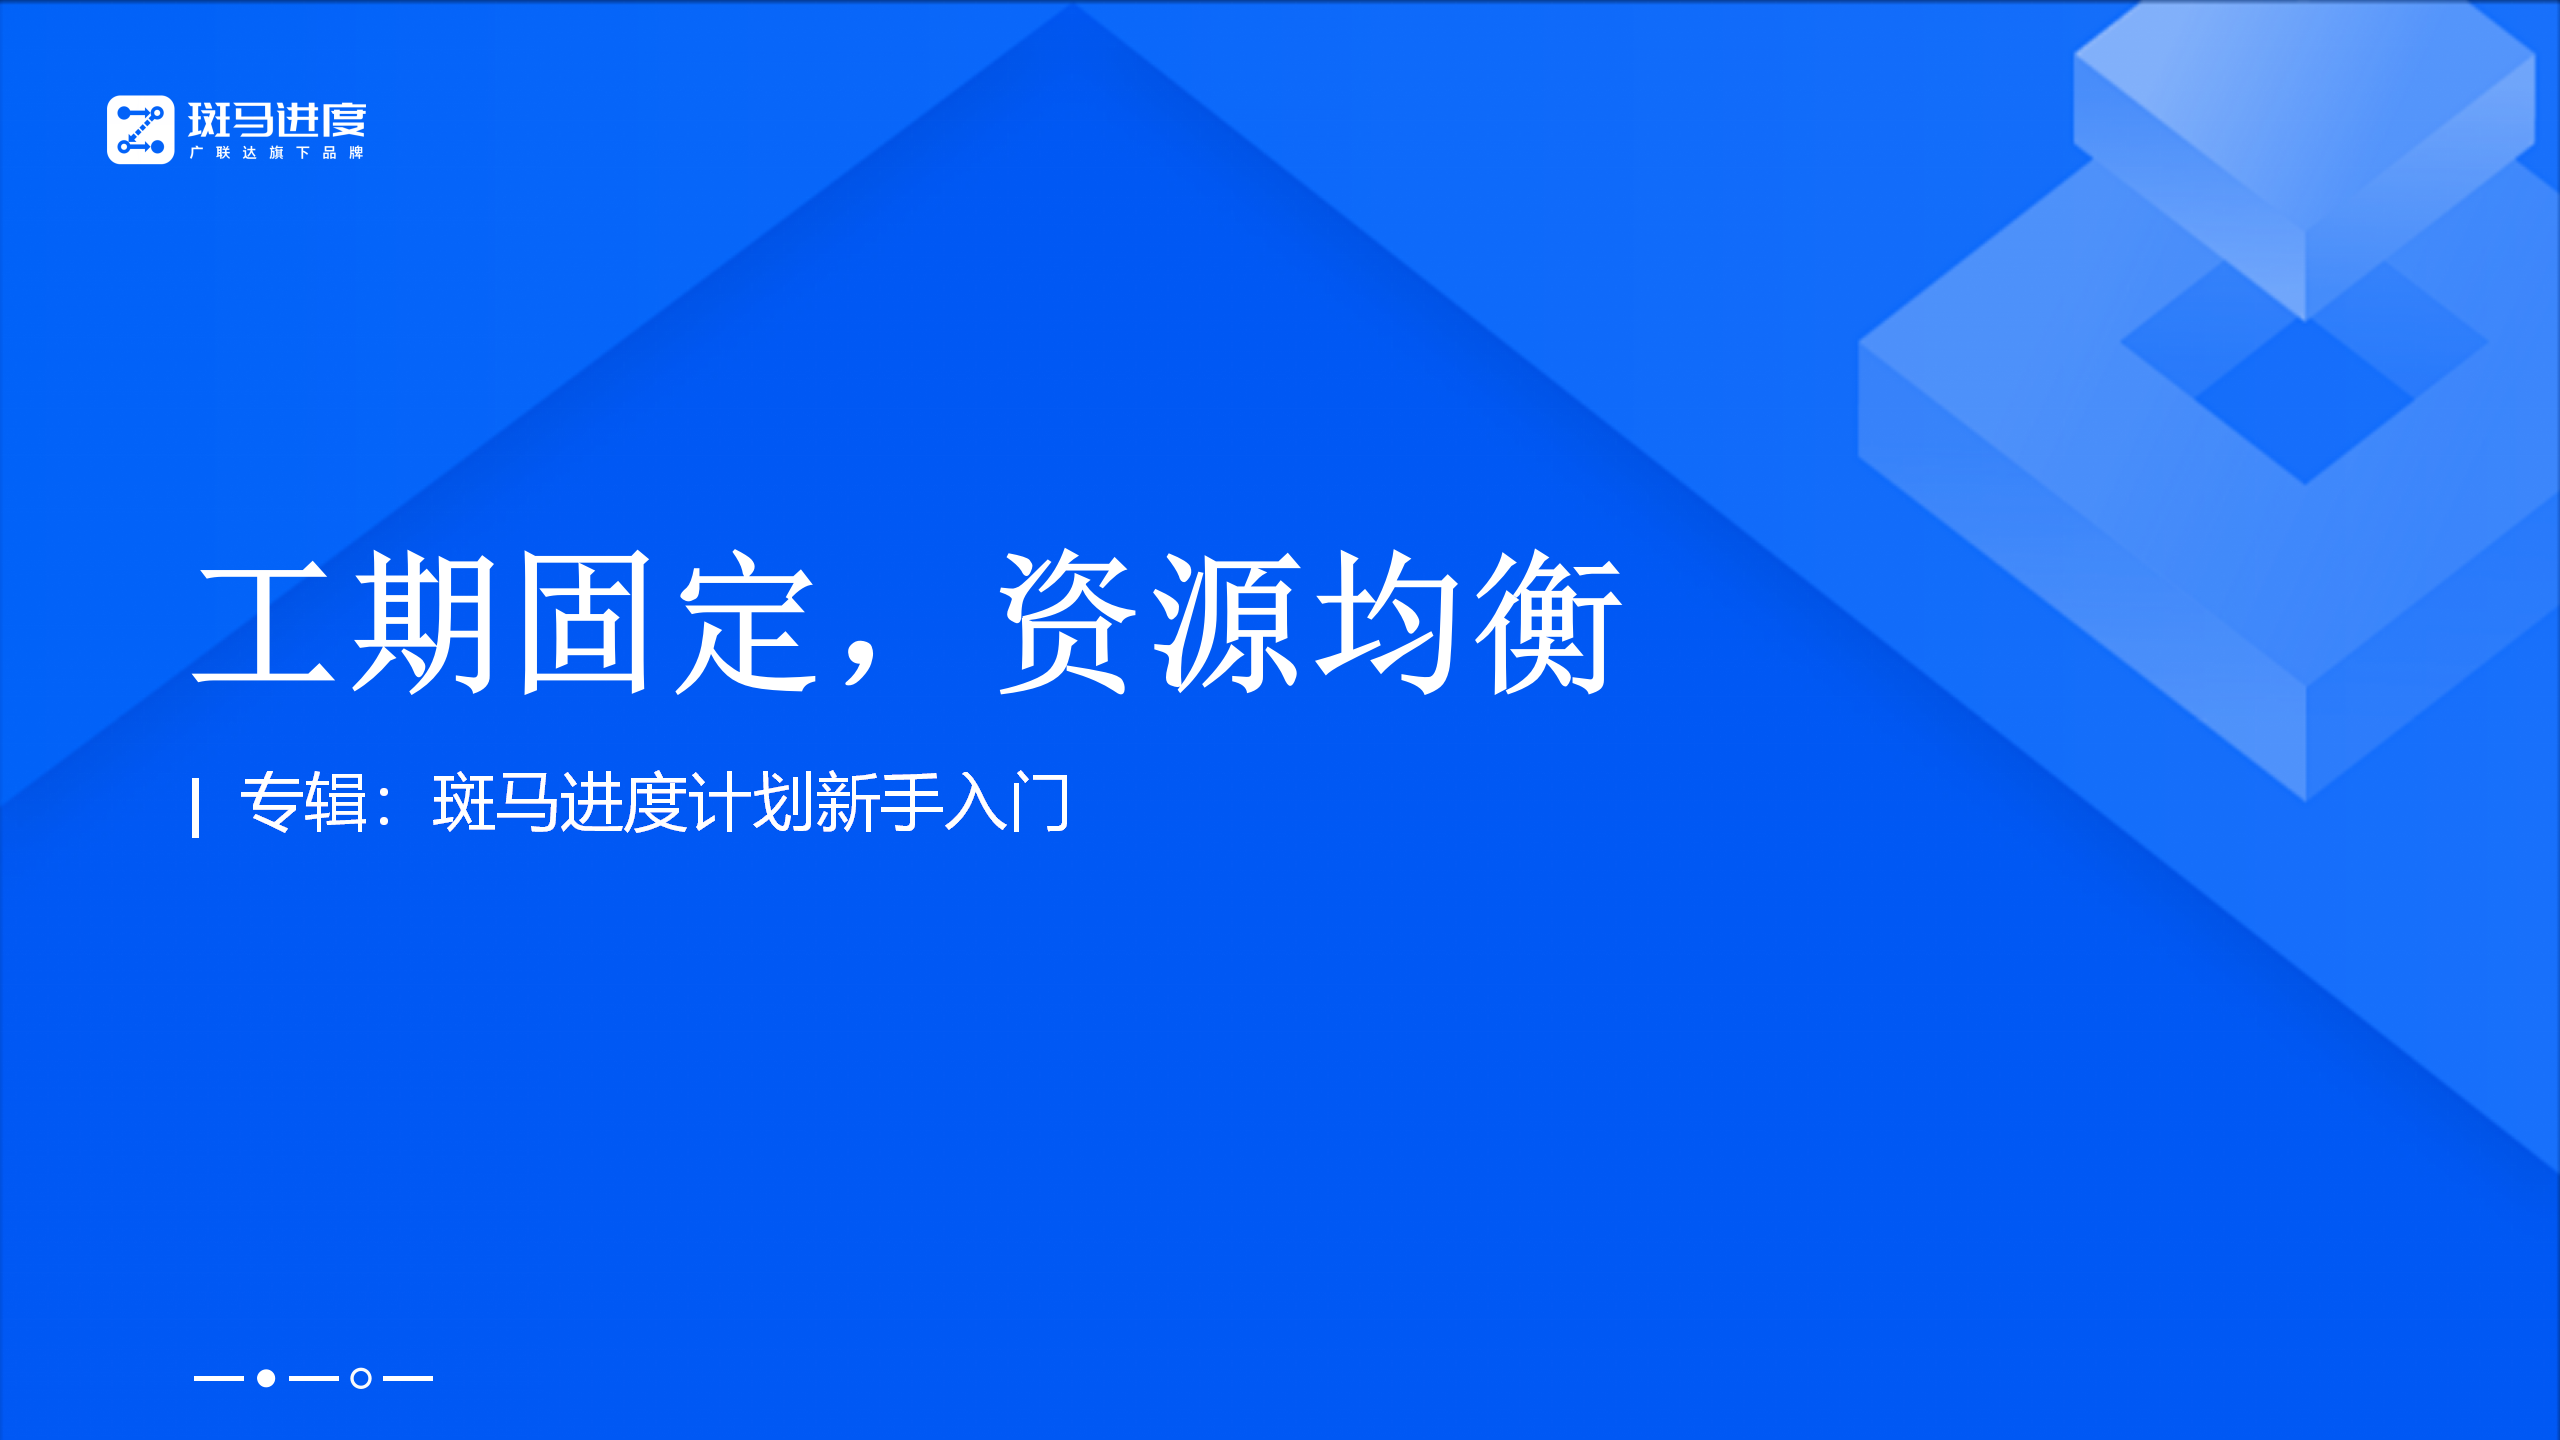 斑马进度
广联达旗下品牌
工期固定，资源均衡
专辑：斑马进度计划新手入门